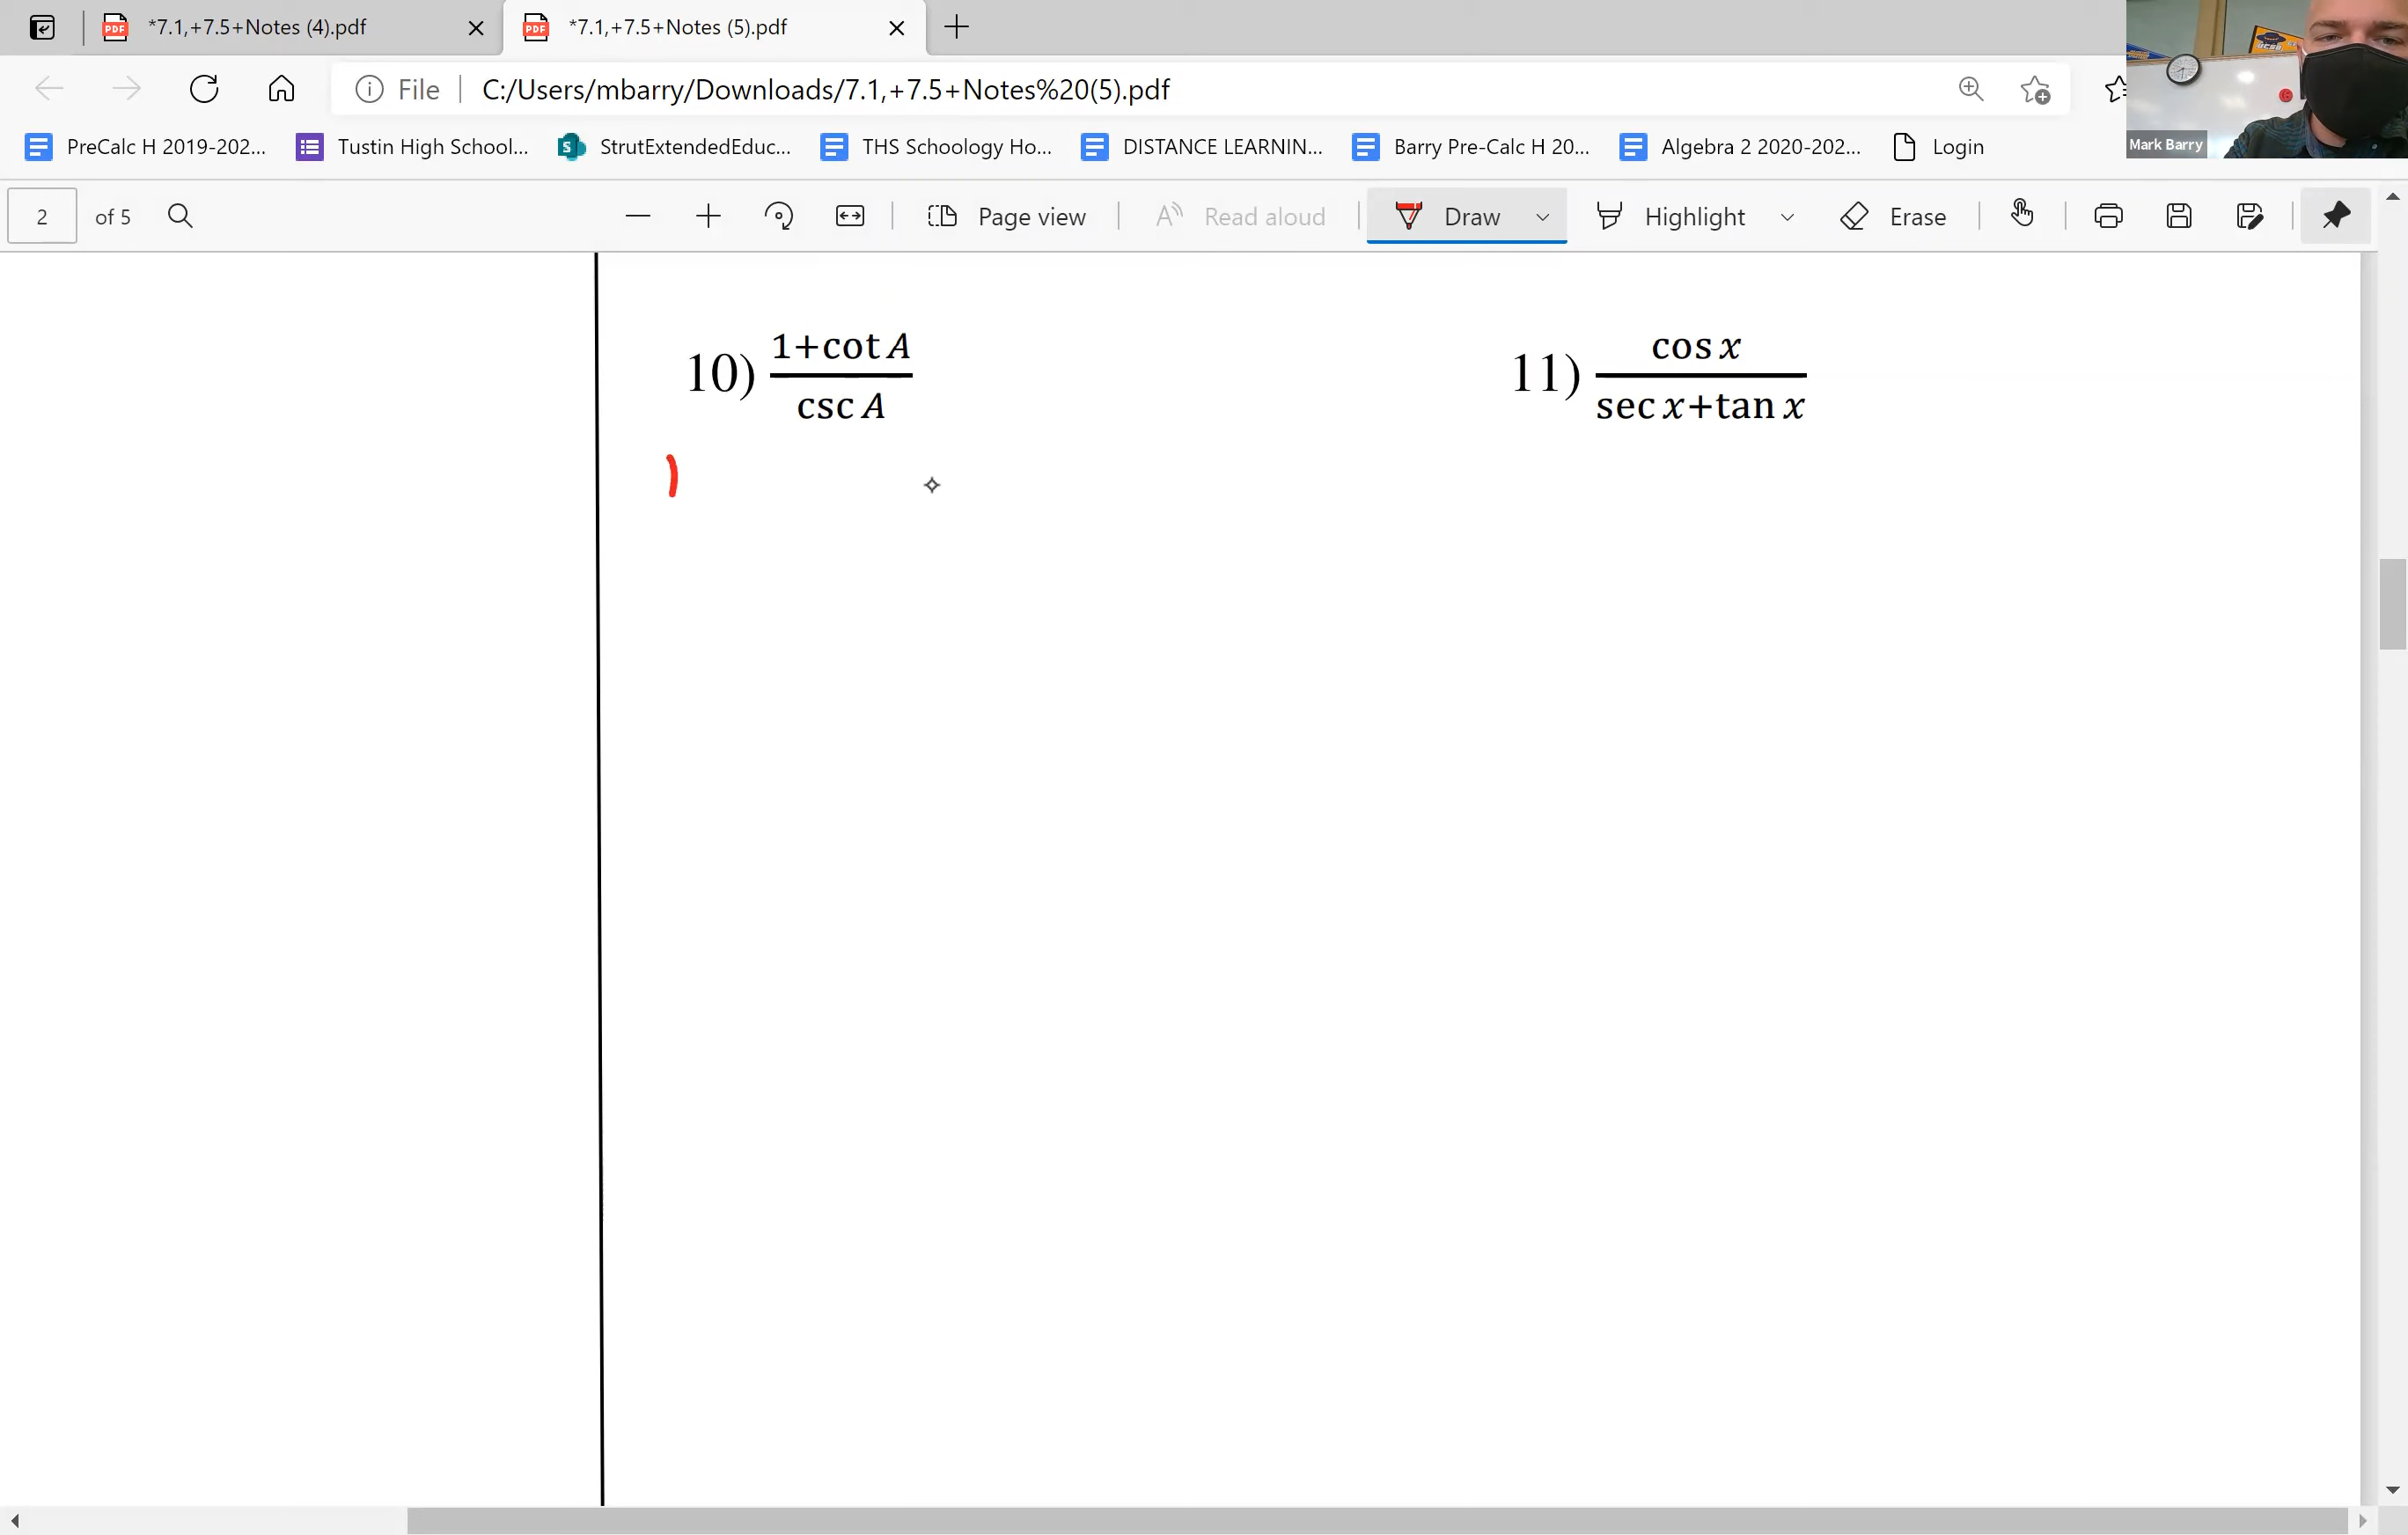 *7.1,+7.5+Notes (4).pdf *7.1,+7.5+Notes (5).pdf
File C:/Users/mbarry/Downloads/7.1,+7.5+Notes%20(5).pdf
PreCalc H 2019-202... Tustin High School... StrutExtendedEduc... THS Schoology Ho... DISTANCE LEARNIN... Barry Pre-Calc H 20... Algebra 2 2020-202... Login
Mark Barry
2 of 5 Page view Read aloud Draw Highlight Erase
10) (1+cot A)/(csc A) 11) (cos x)/(sec x+tan x)